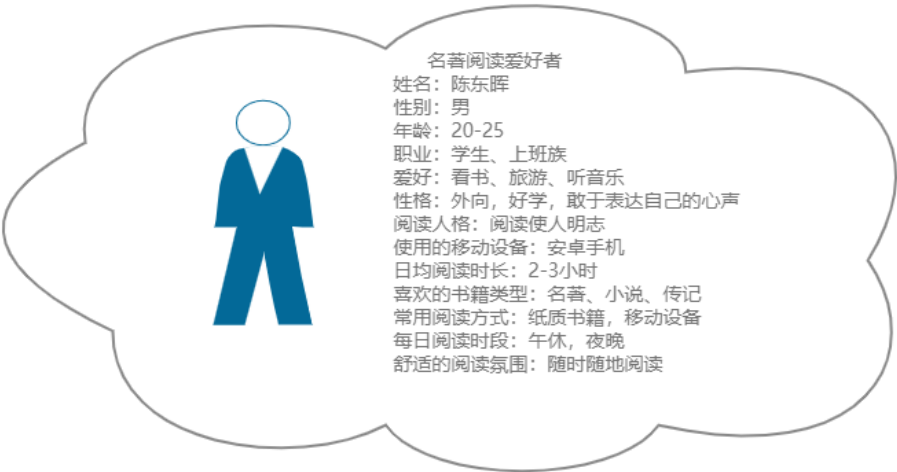 名著阅读爱好者
姓名：陈东晖
性别：男
年龄：20-25
职业：学生、上班族
爱好：看书、旅游、听音乐
性格：外向，好学，敢于表达自己的心声
阅读人格：阅读使人明志
使用的移动设备：安卓手机
日均阅读时长：2-3小时
喜欢的书籍类型：名著、小说、传记
常用阅读方式：纸质书籍，移动设备
每日阅读时段：午休，夜晚
舒适的阅读氛围：随时随地阅读